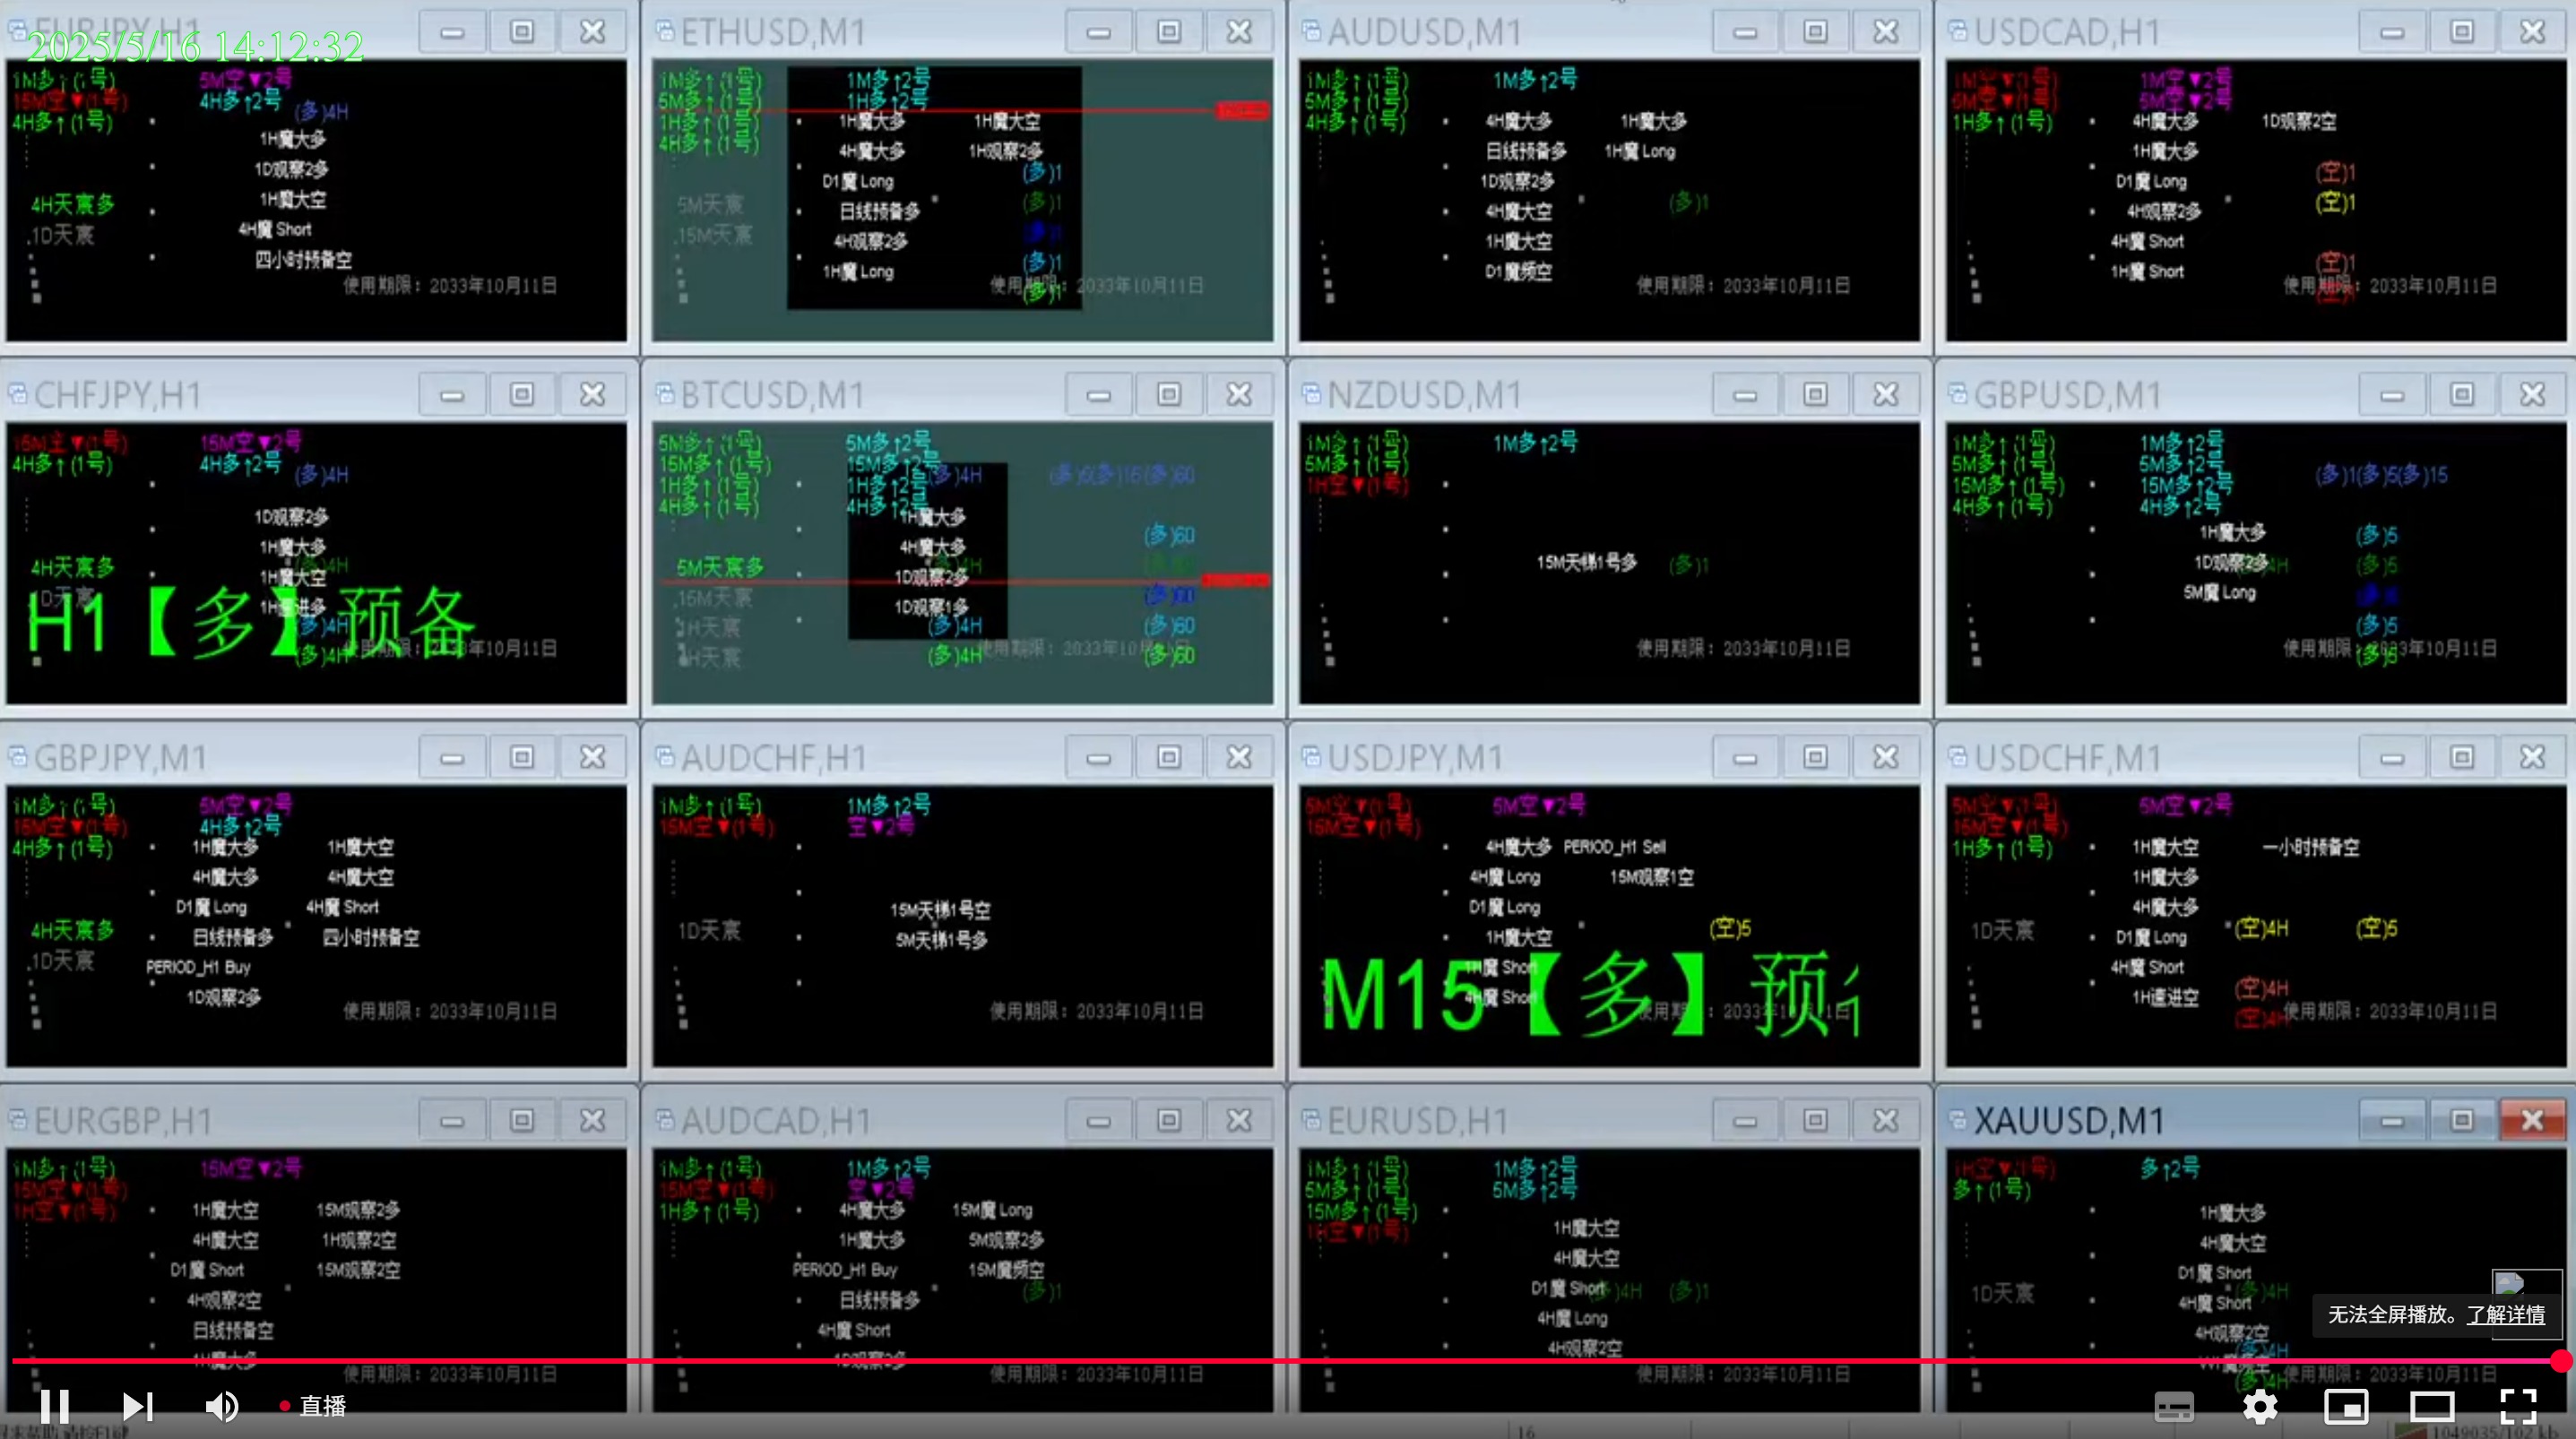 EURJPY,H1
2025/5/16 14:12:32
1M多↑(1号)
5M空▼2号
15M空▼(1号)
4H多↑2号
(多)4H
4H多↑(1号)
1H魔大多
1D观察2多
4H天宸多
1H魔大空
.1D天宸
4H魔 Short
四小时预备空
使用期限：2033年10月11日
ETHUSD,M1
1M多↑(1号)
1M多↑2号
5M多↑(1号)
1H多↑2号
1H多↑(1号)
1H魔大多
1H魔大空
4H多↑(1号)
4H魔大多
1H观察2多
(多)1
D1魔 Long
5M天宸
日线预备多
(多)1
.15M天宸
4H观察2多
1H魔 Long
(多)1
使用期限：2033年10月11日
(多)1
AUDUSD,M1
1M多↑(1号)
1M多↑2号
5M多↑(1号)
4H多↑(1号)
4H魔大多
1H魔大多
日线预备多
1H魔 Long
1D观察2多
4H魔大空
(多)1
1H魔大空
D1魔频空
使用期限：2033年10月11日
USDCAD,H1
1M空▼(1号)
1M空▼2号
5M空▼(1号)
5M空▼2号
1H多↑(1号)
4H魔大多
1D观察2空
1H魔大多
(空)1
D1魔 Long
4H观察2多
(空)1
4H魔 Short
1H魔 Short
(空)1
使用期限：2033年10月11日
CHFJPY,H1
15M空▼(1号)
15M空▼2号
4H多↑(1号)
4H多↑2号
(多)4H
1D观察2多
1H魔大多
4H天宸多
(多)4H
1H魔大空
1D天宸
1H速进多
H1【多】预备
(多)4H
(多)4H
使用期限：2033年10月11日
BTCUSD,M1
5M多↑(1号)
5M多↑2号
15M多↑(1号)
15M多↑2号
(多)4H
(多)5(多)15(多)60
1H多↑(1号)
1H多↑2号
4H多↑(1号)
4H多↑2号
1H魔大多
(多)60
4H魔大多
5M天宸多
1D观察2多
.15M天宸
1D观察1多
(多)60
H天宸
(多)4H
(多)60
H天宸
(多)4H
使用期限：2033年10月11日
(多)60
NZDUSD,M1
1M多↑(1号)
1M多↑2号
5M多↑(1号)
1H空▼(1号)
15M天梯1号多
(多)1
使用期限：2033年10月11日
GBPUSD,M1
1M多↑(1号)
1M多↑2号
5M多↑(1号)
5M多↑2号
(多)1(多)5(多)15
15M多↑(1号)
15M多↑2号
4H多↑(1号)
4H多↑2号
1H魔大多
(多)5
1D观察2多
(多)5
5M魔 Long
(多)5
使用期限：2033年10月11日
(多)5
GBPJPY,M1
1M多↑(1号)
5M空▼2号
15M空▼(1号)
4H多↑2号
4H多↑(1号)
1H魔大多
1H魔大空
4H魔大多
4H魔大空
D1魔 Long
4H魔 Short
4H天宸多
日线预备多
四小时预备空
.1D天宸
PERIOD_H1 Buy
1D观察2多
使用期限：2033年10月11日
AUDCHF,H1
1M多↑(1号)
1M多↑2号
15M空▼(1号)
空▼2号
15M天梯1号空
1D天宸
5M天梯1号多
使用期限：2033年10月11日
USDJPY,M1
5M空▼(1号)
5M空▼2号
15M空▼(1号)
4H魔大多
PERIOD_H1 Sell
4H魔 Long
15M观察1空
D1魔 Long
(空)5
1H魔大空
1H魔 Short
4H魔 Short
M15【多】预
USDCHF,M1
5M空▼(1号)
5M空▼2号
15M空▼(1号)
1H多↑(1号)
1H魔大空
一小时预备空
1H魔大多
4H魔大多
1D天宸
D1魔 Long
(空)4H
(空)5
4H魔 Short
1H速进空
(空)4H
(空)4H
使用期限：2033年10月11日
EURGBP,H1
1M多↑(1号)
15M空▼2号
15M空▼(1号)
1H空▼(1号)
1H魔大空
15M观察2多
4H魔大空
1H观察2空
D1魔 Short
15M观察2空
4H观察2空
日线预备空
1H魔大多
使用期限：2033年10月11日
AUDCAD,H1
1M多↑(1号)
1M多↑2号
15M空▼(1号)
空▼2号
1H多↑(1号)
4H魔大多
15M魔 Long
1H魔大多
5M观察2多
PERIOD_H1 Buy
15M魔频空
日线预备多
(多)1
4H魔 Short
1D观察2多
使用期限：2033年10月11日
EURUSD,H1
1M多↑(1号)
1M多↑2号
5M多↑(1号)
5M多↑2号
15M多↑(1号)
1H空▼(1号)
1H魔大空
4H魔大空
D1魔 Short
)4H
(多)1
4H魔 Long
4H观察2空
使用期限：2033年10月11日
XAUUSD,M1
1H空▼(1号)
多↑2号
多↑(1号)
1H魔大多
4H魔大空
D1魔 Short
1D天宸
(多)4H
4H魔 Short
4H观察2空
(多)4H
使用期限：2033年10月11日
无法全屏播放。了解详情
直播
16
1049035/102 kb